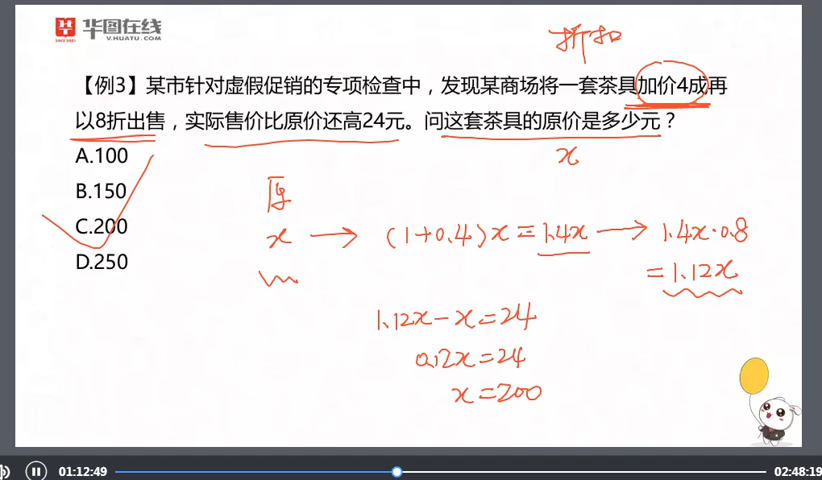 华图在线
V.HUATU.COM
折扣
【例3】某市针对虚假促销的专项检查中，发现某商场将一套茶具加价4成再
以8折出售，实际售价比原价还高24元。问这套茶具的原价是多少元？
A.100
x
B.150
原
C.200
x → (1+0.4)x=1.4x → 1.4x·0.8
D.250
=1.12x
1.12x-x=24
0.12x=24
x=200
01:12:49
02:48:19